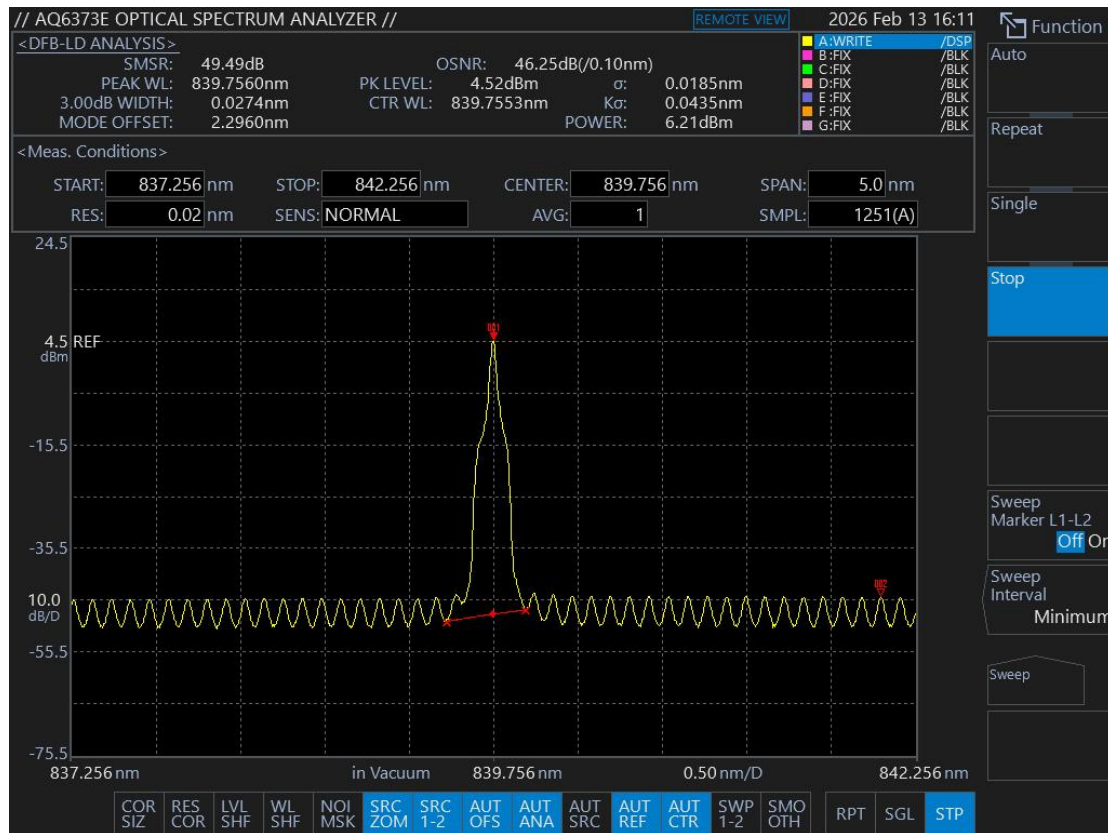 // AQ6373E OPTICAL SPECTRUM ANALYZER //
REMOTE VIEW
2026 Feb 13 16:11
Function
<DFB-LD ANALYSIS>
SMSR: 49.49dB OSNR: 46.25dB(/0.10nm)
PEAK WL: 839.7560nm PK LEVEL: 4.52dBm σ: 0.0185nm
3.00dB WIDTH: 0.0274nm CTR WL: 839.7553nm Kσ: 0.0435nm
MODE OFFSET: 2.2960nm POWER: 6.21dBm
A:WRITE /DSP
B:FIX /BLK
C:FIX /BLK
D:FIX /BLK
E:FIX /BLK
F:FIX /BLK
G:FIX /BLK
<Meas. Conditions>
START: 837.256 nm STOP: 842.256 nm CENTER: 839.756 nm SPAN: 5.0 nm
RES: 0.02 nm SENS: NORMAL AVG: 1 SMPL: 1251(A)
24.5
4.5 REF
dBm
-15.5
-35.5
10.0
dB/D
-55.5
-75.5
837.256 nm in Vacuum 839.756 nm 0.50 nm/D 842.256 nm
Auto
Repeat
Single
Stop
Sweep
Marker L1-L2
Off
Sweep
Interval
Minimum
Sweep
COR SIZ
RES COR
LVL SHF
WL SHF
NOI MSK
SRC ZOM
SRC 1-2
AUT OFS
AUT ANA
AUT SRC
AUT REF
AUT CTR
SWP 1-2
SMO OTH
RPT
SGL
STP